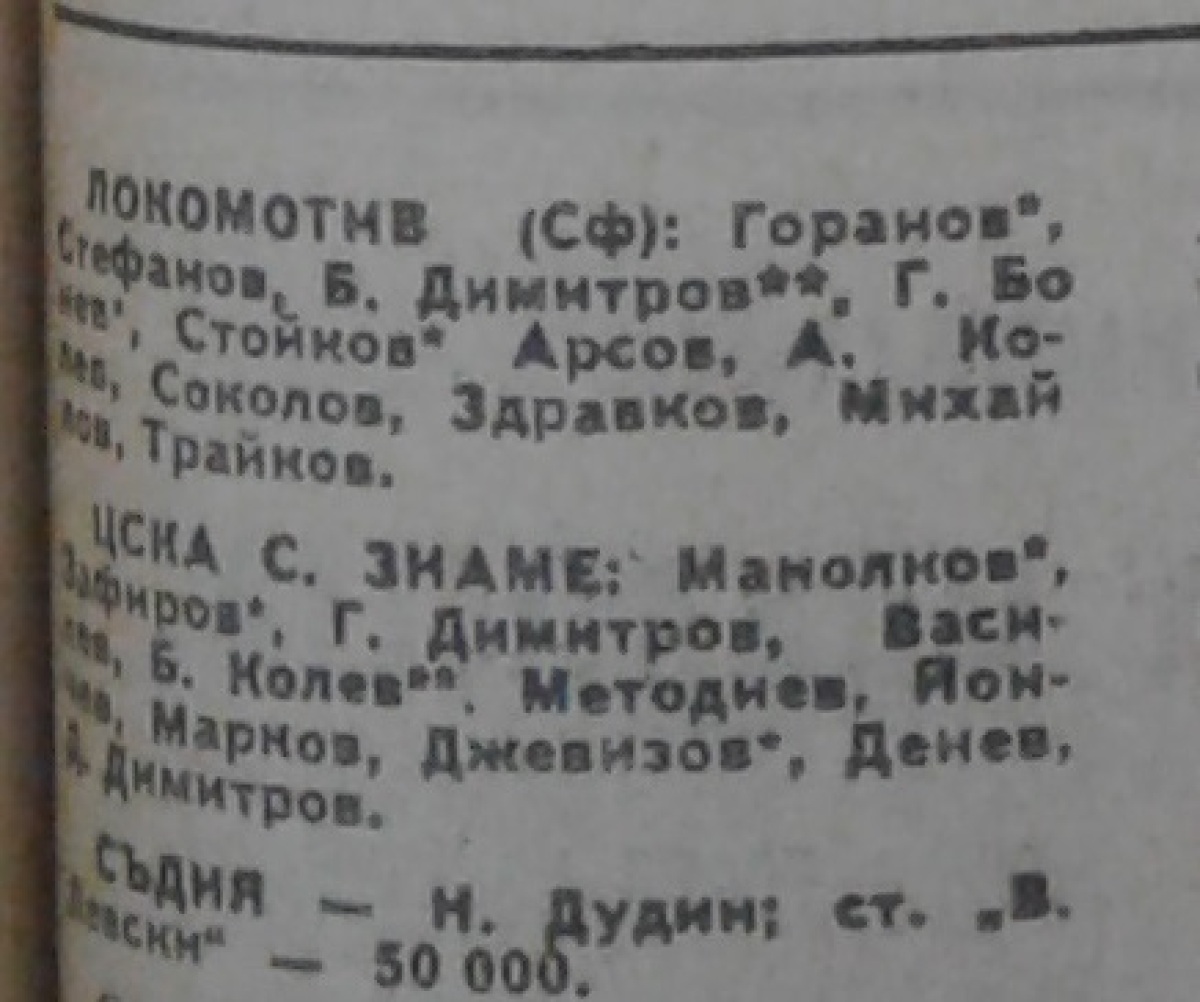 ЛОКОМОТИВ (Сф): Горанов*,
Стефанов, Б. Димитров**, Г. Бо
нев*, Стойков* Арсов, А. Ко-
лев, Соколов, Здравков, Михай
лов, Трайков.
ЦСКА С. ЗНАМЕ: Манолков*,
Зафиров*, Г. Димитров, Васи-
лев, Б. Колев**. Методиев, Йон-
чев, Марков, Джевизов*, Денев,
Д. Димитров.
СЪДИЯ — Н. Дудин; ст. „В.
Левски“ — 50 000.